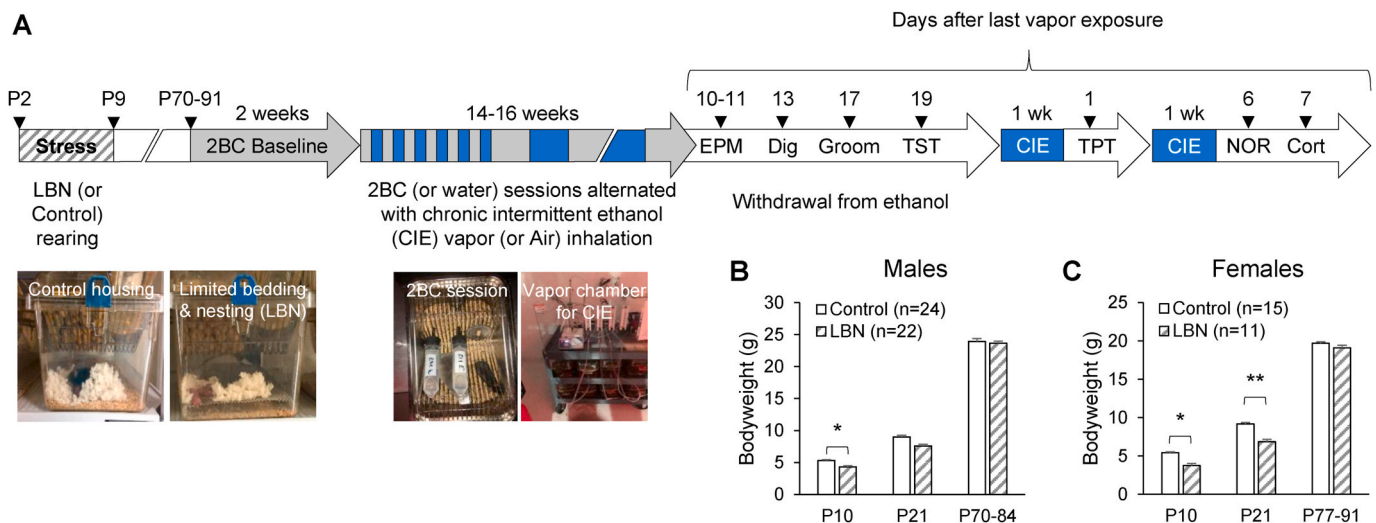 A
Days after last vapor exposure
P2 P9 P70-91 2 weeks 14-16 weeks 10-11 13 17 19 1 wk 1 1 wk 6 7
Stress 2BC Baseline EPM Dig Groom TST CIE TPT CIE NOR Cort
LBN (or
Control)
rearing
2BC (or water) sessions alternated
with chronic intermittent ethanol
(CIE) vapor (or Air) inhalation
Withdrawal from ethanol
Control housing
Limited bedding
& nesting (LBN)
2BC session
Vapor chamber
for CIE
B Males
Control (n=24)
LBN (n=22)
Bodyweight (g)
30
25
20
15
10
5
0
*
P10 P21 P70-84
C Females
Control (n=15)
LBN (n=11)
Bodyweight (g)
25
20
15
10
5
0
*
**
P10 P21 P77-91